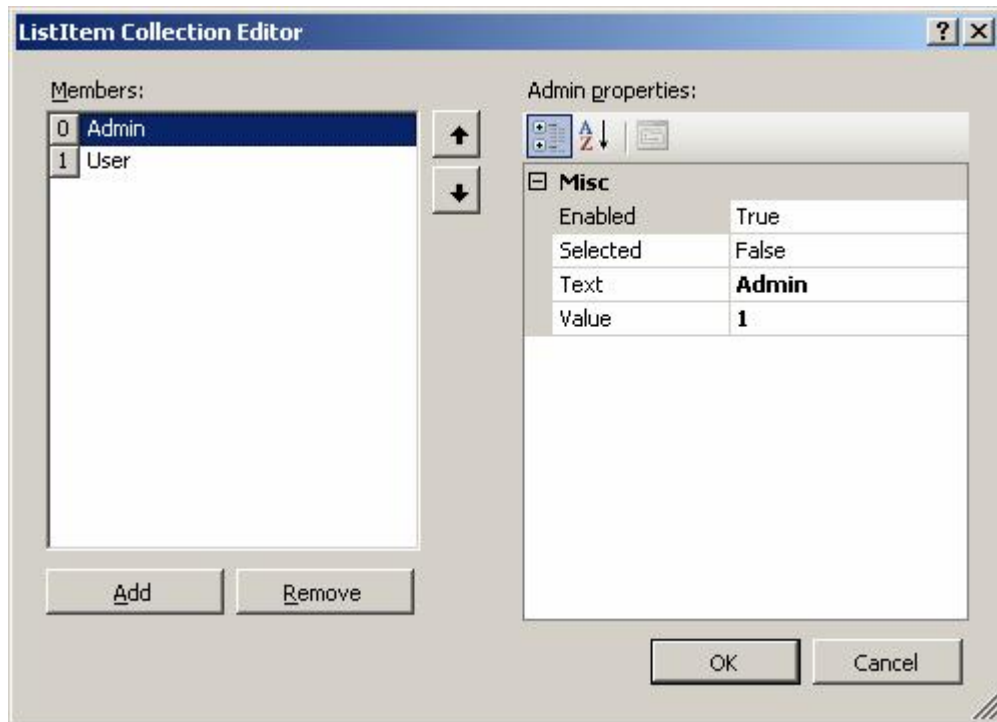 ListItem Collection Editor
Members:
0 Admin
1 User
Add Remove
Admin properties:
Misc
Enabled True
Selected False
Text Admin
Value 1
OK Cancel